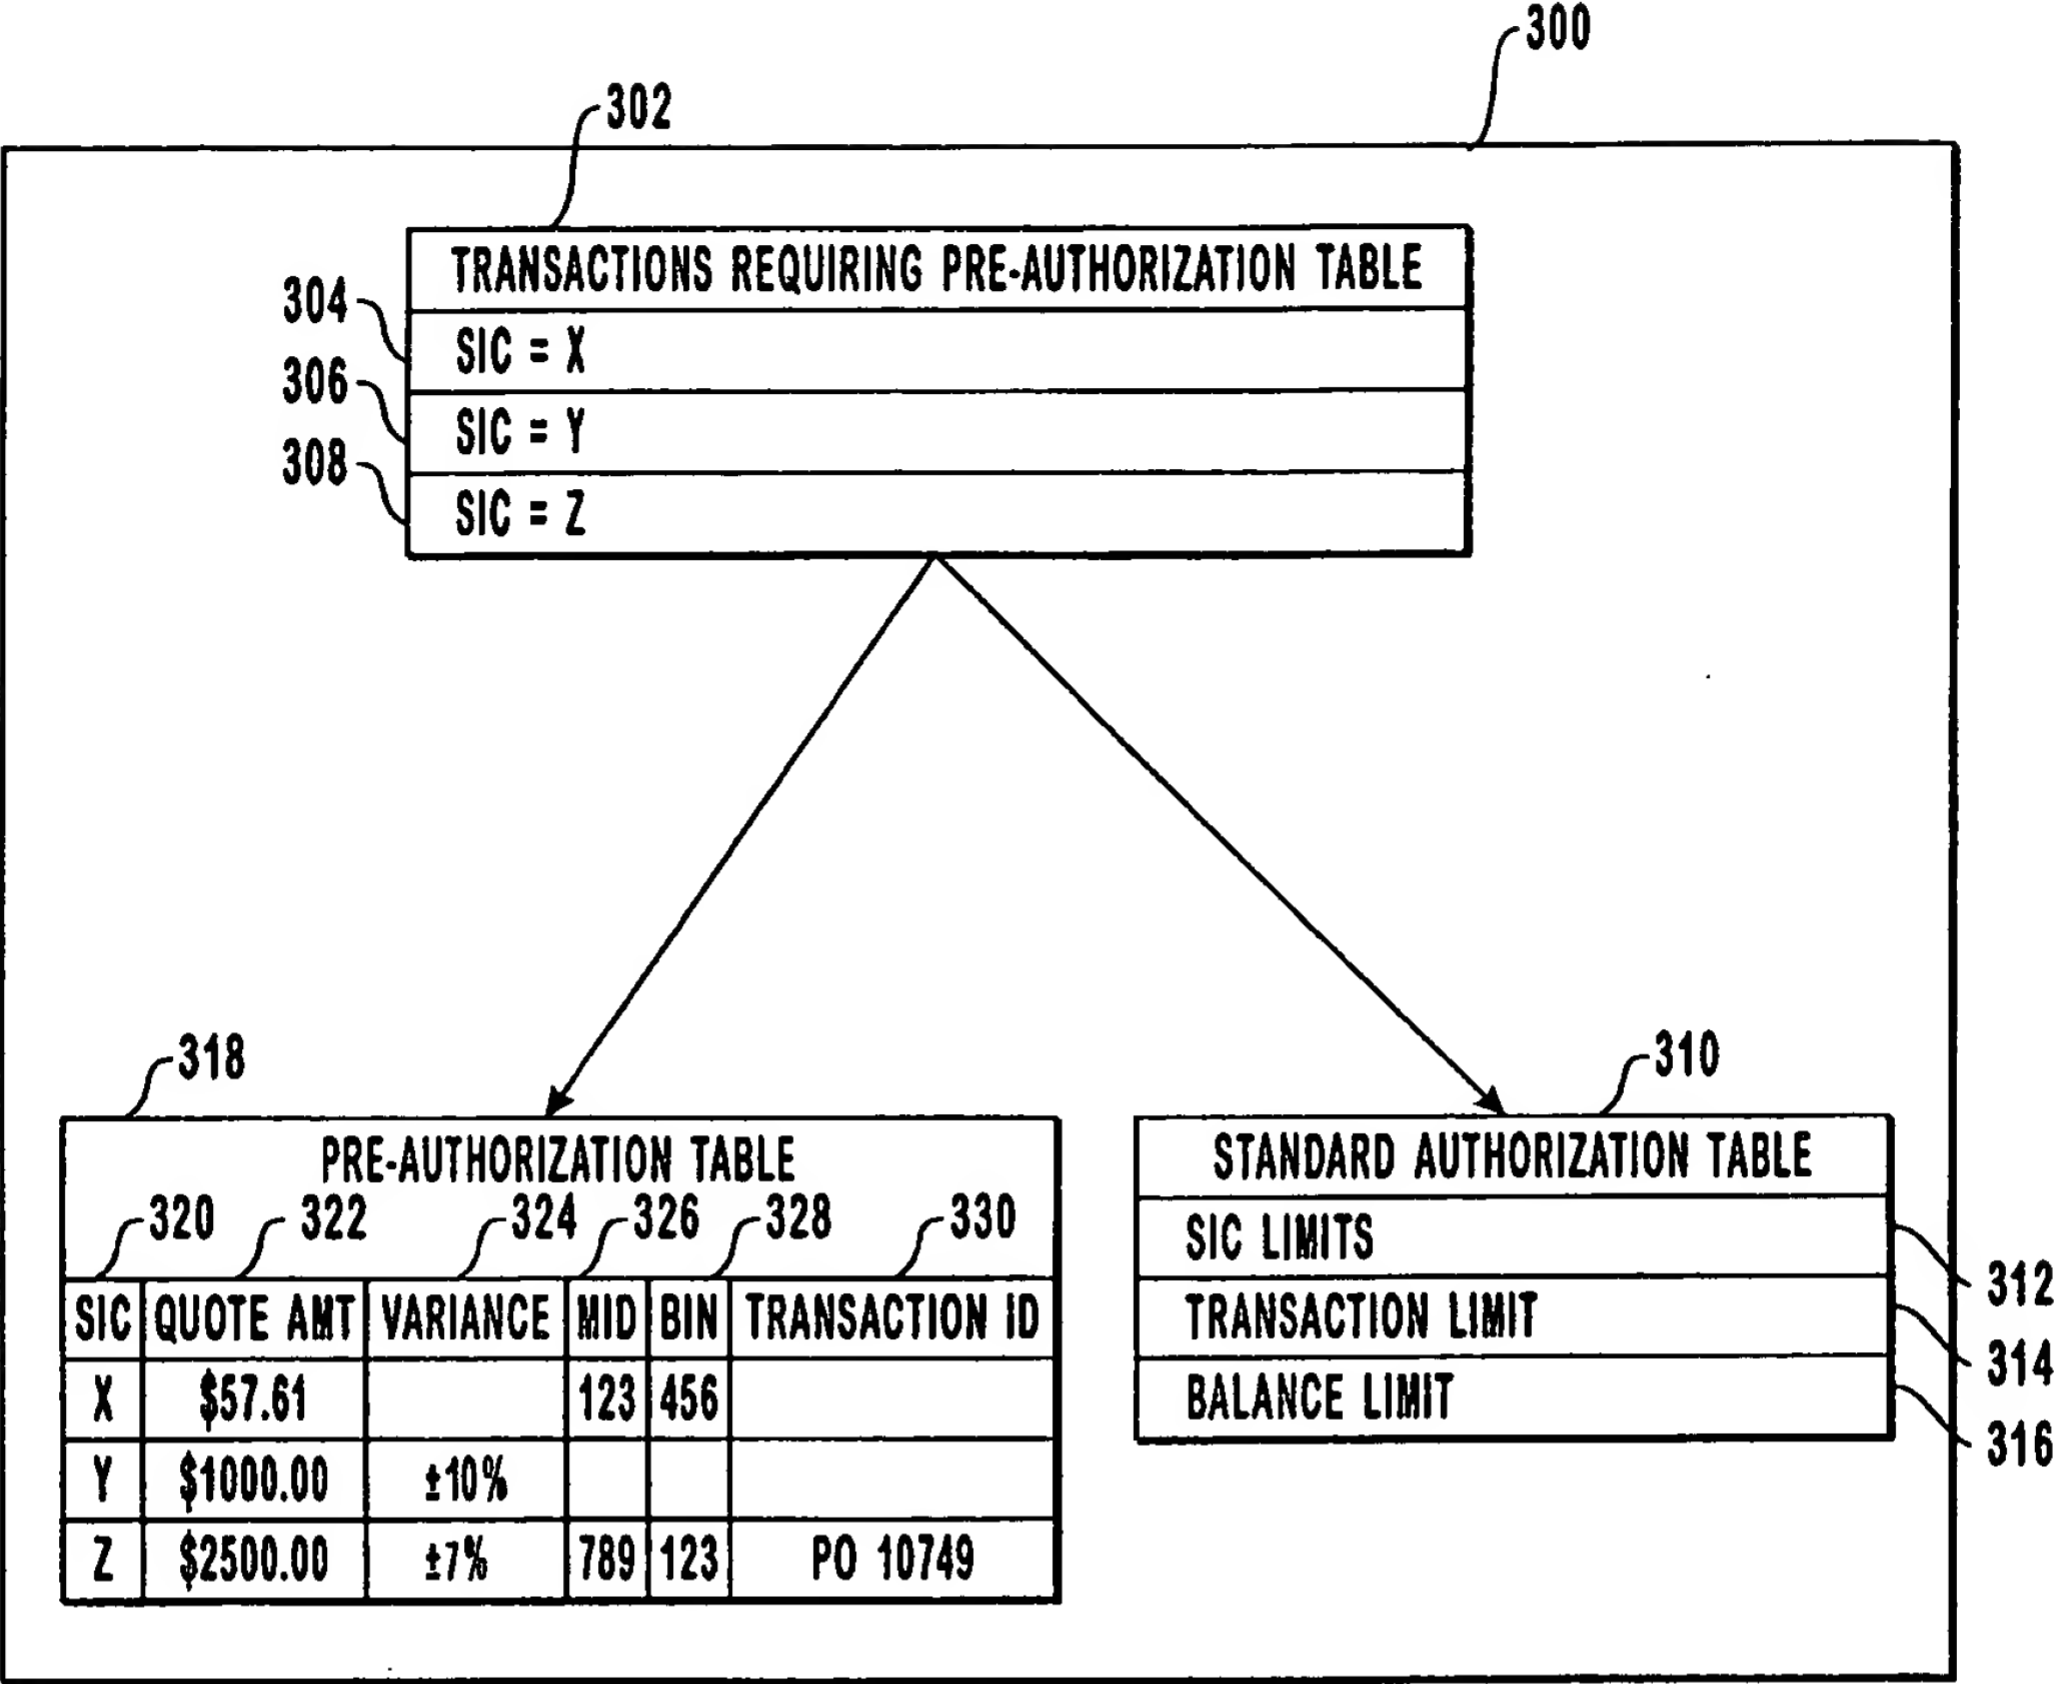 300
302
TRANSACTIONS REQUIRING PRE-AUTHORIZATION TABLE
304
SIC = X
306
SIC = Y
308
SIC = Z
318
310
PRE-AUTHORIZATION TABLE
320 322 324 326 328 330
SIC QUOTE AMT VARIANCE MID BIN TRANSACTION ID
X $57.61 123 456
Y $1000.00 ±10%
Z $2500.00 ±7% 789 123 PO 10749
STANDARD AUTHORIZATION TABLE
SIC LIMITS
312
TRANSACTION LIMIT
314
BALANCE LIMIT
316